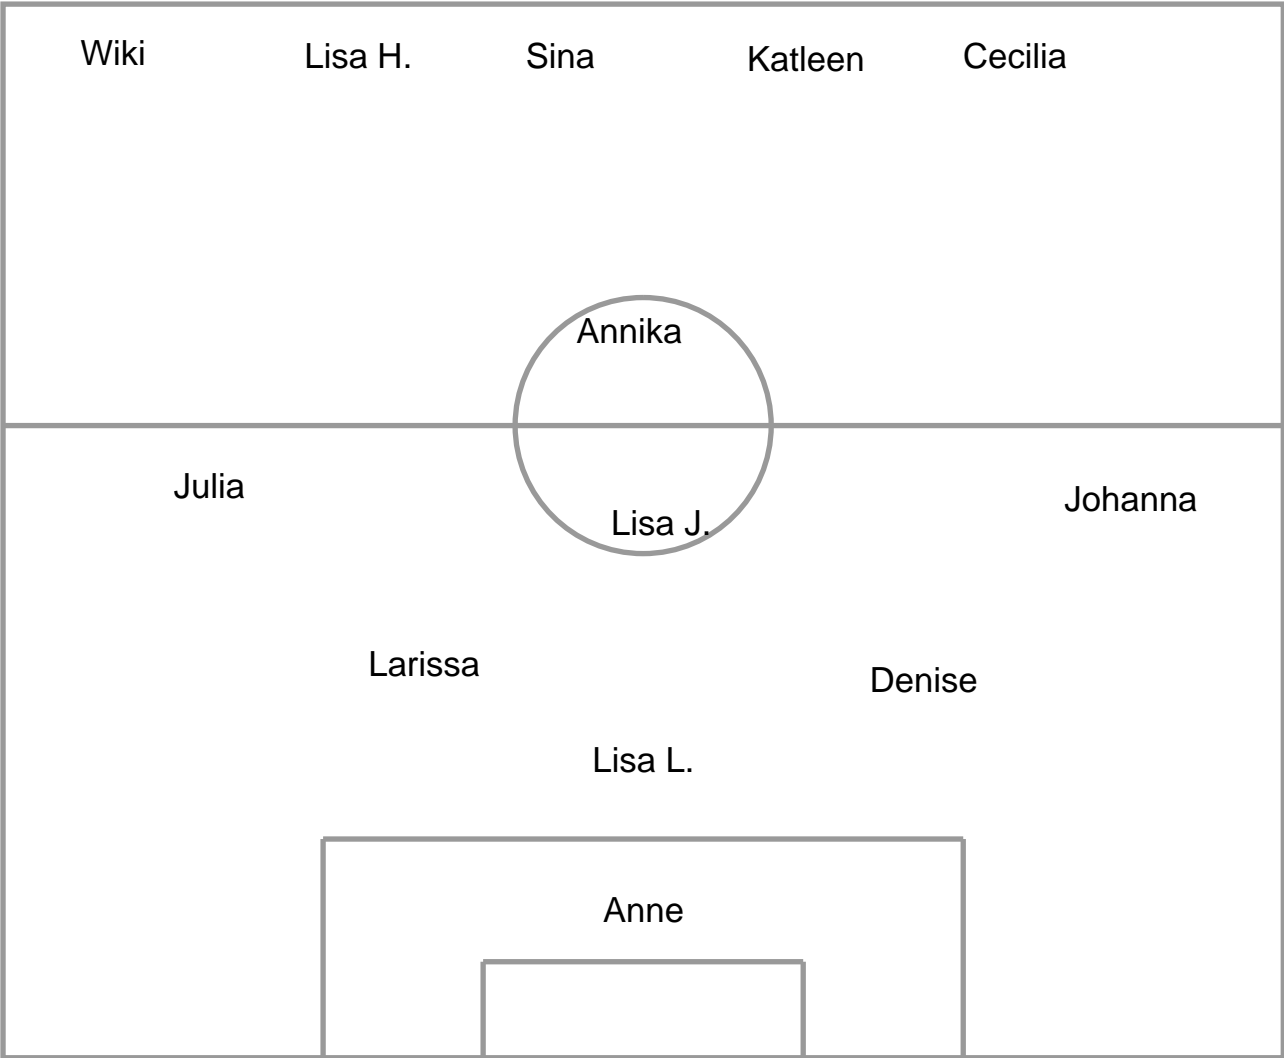 Wiki Lisa H. Sina Katleen Cecilia
Annika
Julia Johanna
Lisa J.
Larissa Denise
Lisa L.
Anne